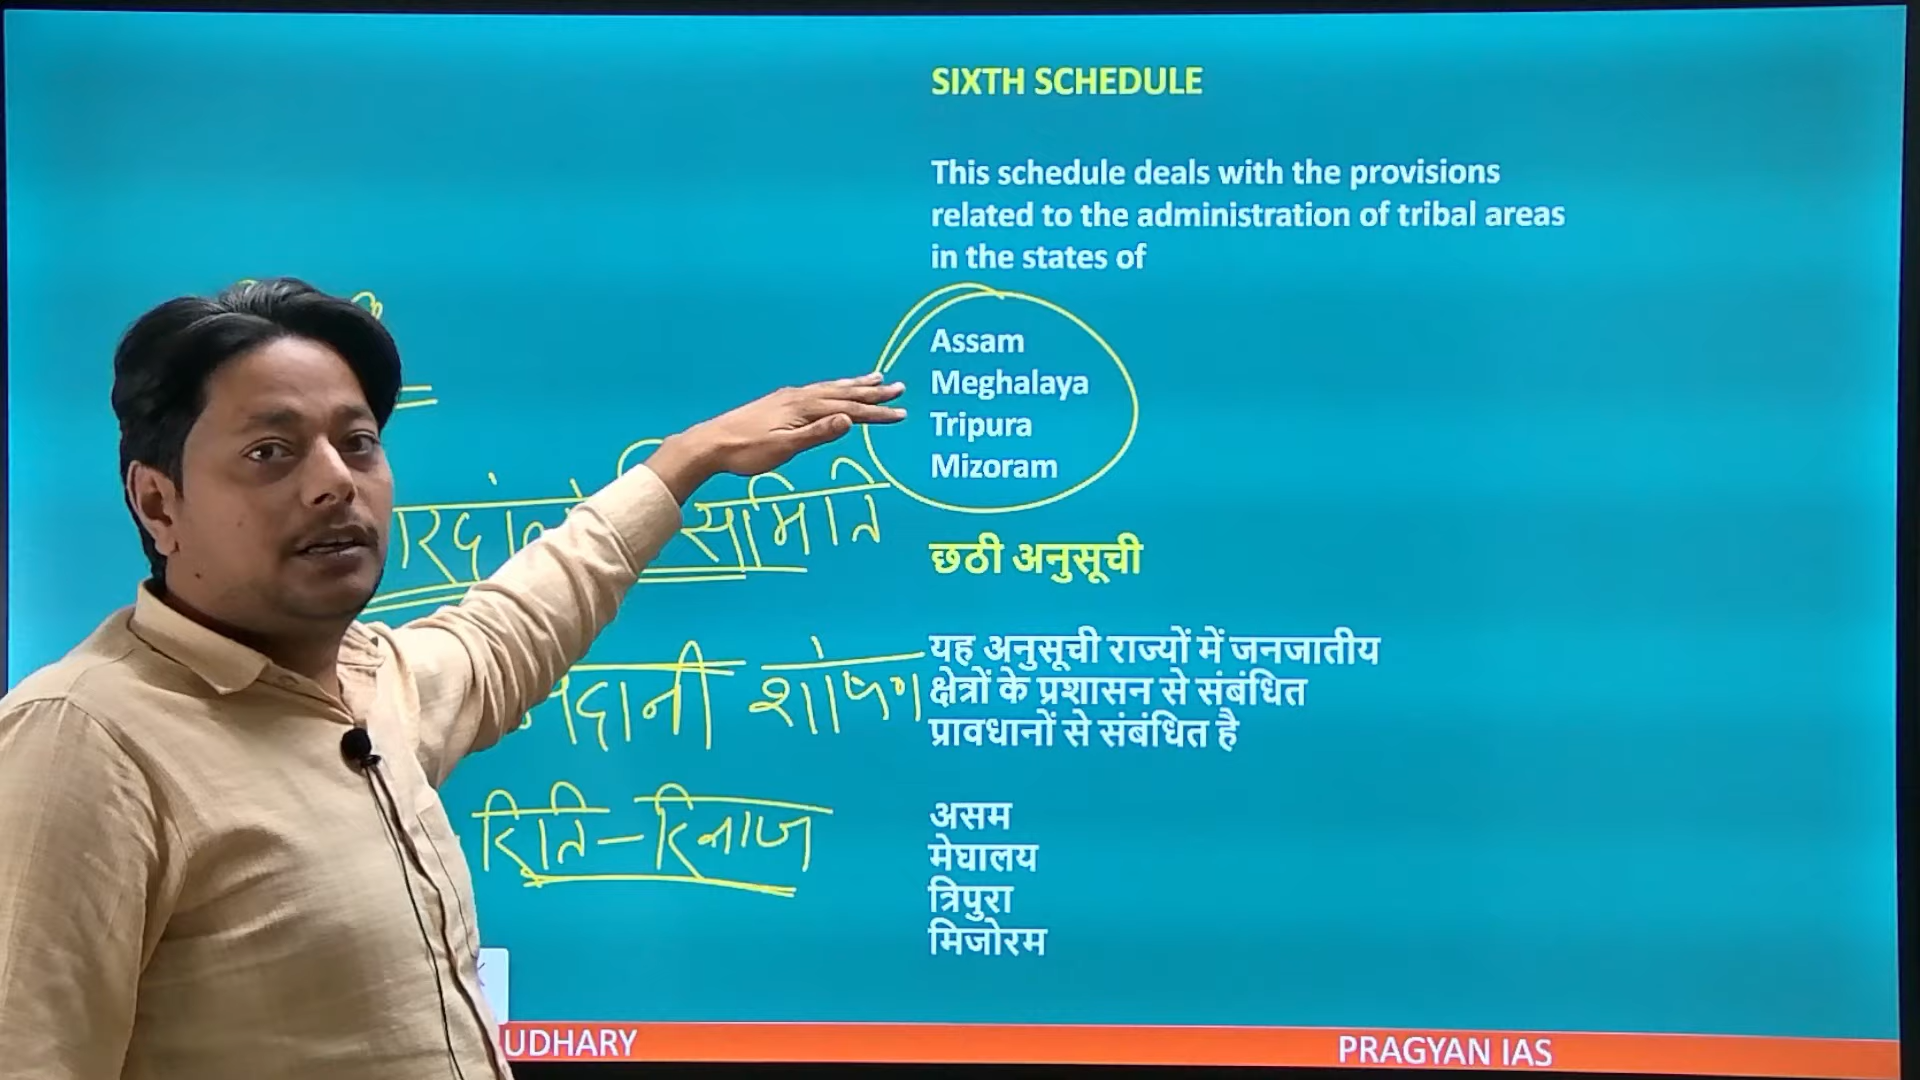 SIXTH SCHEDULE
This schedule deals with the provisions
related to the administration of tribal areas
in the states of
Assam
Meghalaya
Tripura
Mizoram
समिति
छठी अनुसूची
यह अनुसूची राज्यों में जनजातीय
क्षेत्रों के प्रशासन से संबंधित
प्रावधानों से संबंधित है
शोषण
रिति-रिवाज
असम
मेघालय
त्रिपुरा
मिजोरम
UDHARY
PRAGYAN IAS